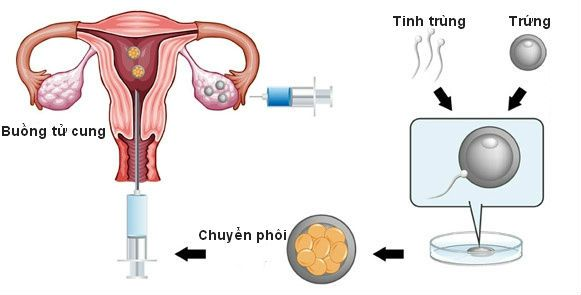 Tinh trùng
Trứng
Buồng tử cung
Chuyển phôi